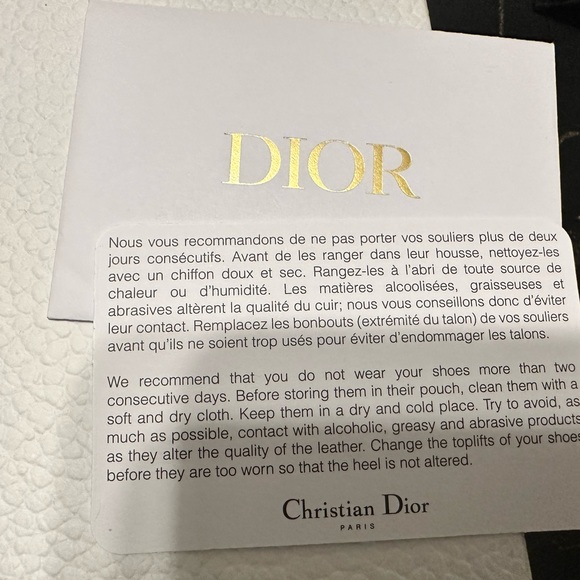 DIOR
Nous vous recommandons de ne pas porter vos souliers plus de deux
jours consécutifs. Avant de les ranger dans leur housse, nettoyez-les
avec un chiffon doux et sec. Rangez-les à l'abri de toute source de
chaleur ou d'humidité. Les matières alcoolisées, graisseuses et
abrasives altèrent la qualité du cuir; nous vous conseillons donc d'éviter
leur contact. Remplacez les bonbouts (extrémité du talon) de vos souliers
avant qu'ils ne soient trop usés pour éviter d'endommager les talons.
We recommend that you do not wear your shoes more than two
consecutive days. Before storing them in their pouch, clean them with a
soft and dry cloth. Keep them in a dry and cold place. Try to avoid, as
much as possible, contact with alcoholic, greasy and abrasive products
as they alter the quality of the leather. Change the toplifts of your shoes
before they are too worn so that the heel is not altered.
Christian Dior
PARIS